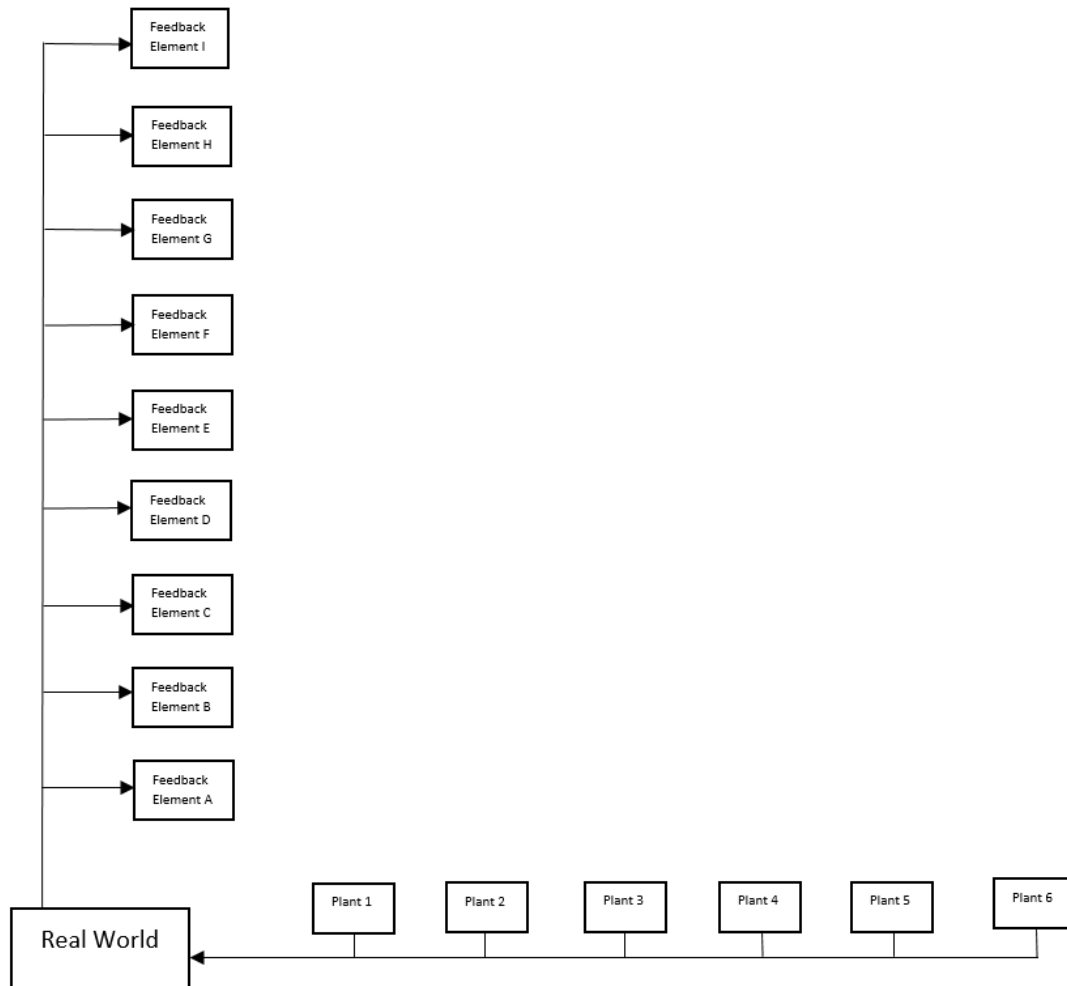 Feedback
Element I
Feedback
Element H
Feedback
Element G
Feedback
Element F
Feedback
Element E
Feedback
Element D
Feedback
Element C
Feedback
Element B
Feedback
Element A
Plant 1
Plant 2
Plant 3
Plant 4
Plant 5
Plant 6
Real World